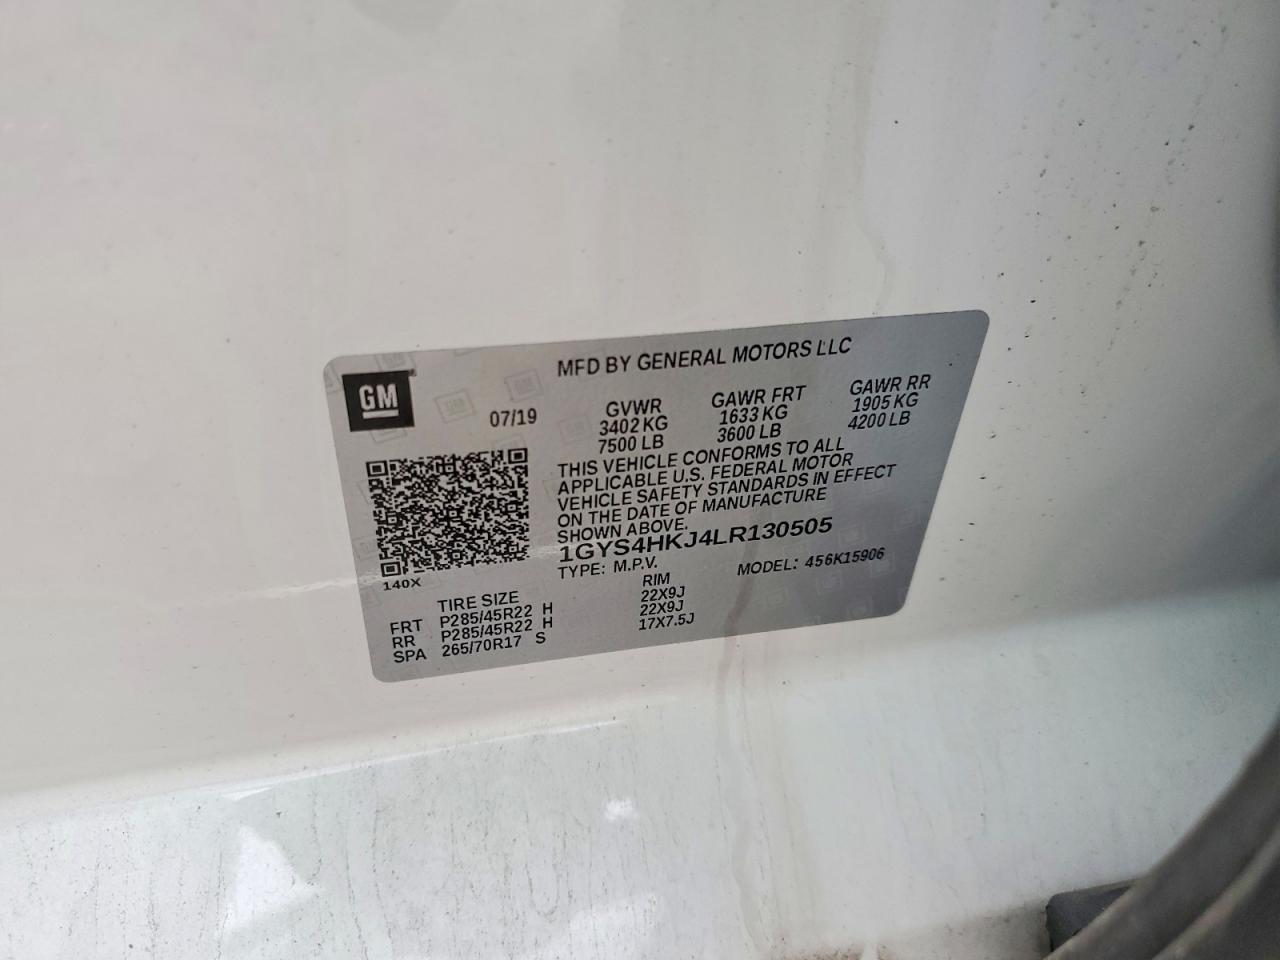 MFD BY GENERAL MOTORS LLC
GM
07/19
GVWR GAWR FRT GAWR RR
3402 KG 1633 KG 1905 KG
7500 LB 3600 LB 4200 LB
THIS VEHICLE CONFORMS TO ALL
APPLICABLE U.S. FEDERAL MOTOR
VEHICLE SAFETY STANDARDS IN EFFECT
ON THE DATE OF MANUFACTURE
SHOWN ABOVE.
1GYS4HKJ4LR130505
TYPE: M.P.V. MODEL: 456K15906
140X
TIRE SIZE RIM
FRT P285/45R22 H 22X9J
RR P285/45R22 H 22X9J
SPA 265/70R17 S 17X7.5J